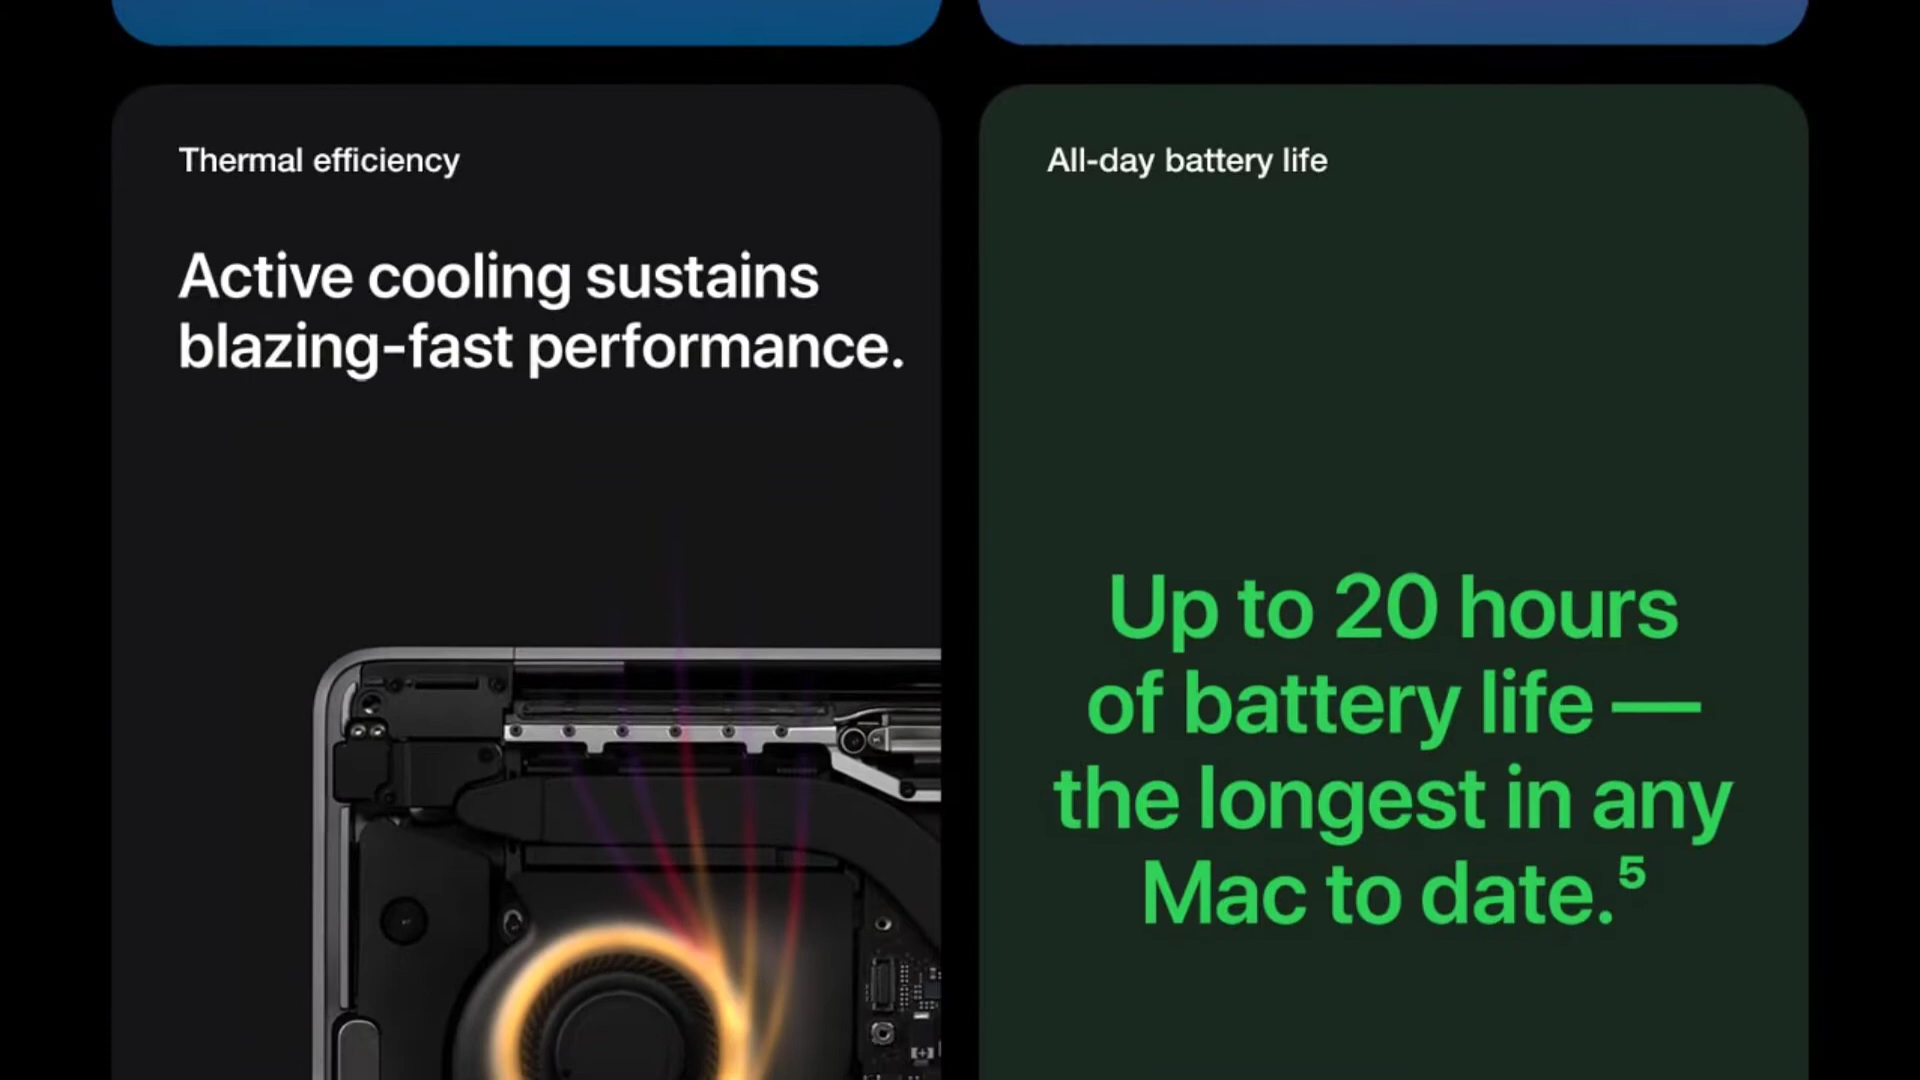 Thermal efficiency
Active cooling sustains
blazing-fast performance.
All-day battery life
Up to 20 hours
of battery life —
the longest in any
Mac to date.⁵